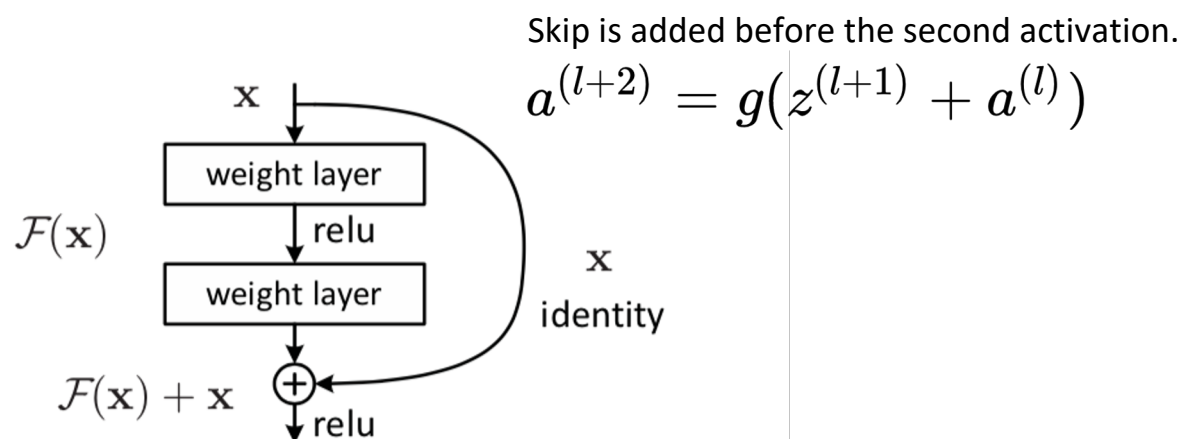 Skip is added before the second activation.
a^{(l+2)} = g(z^{(l+1)} + a^{(l)})
x
weight layer
relu
F(x)
weight layer
x
identity
F(x) + x
+
relu